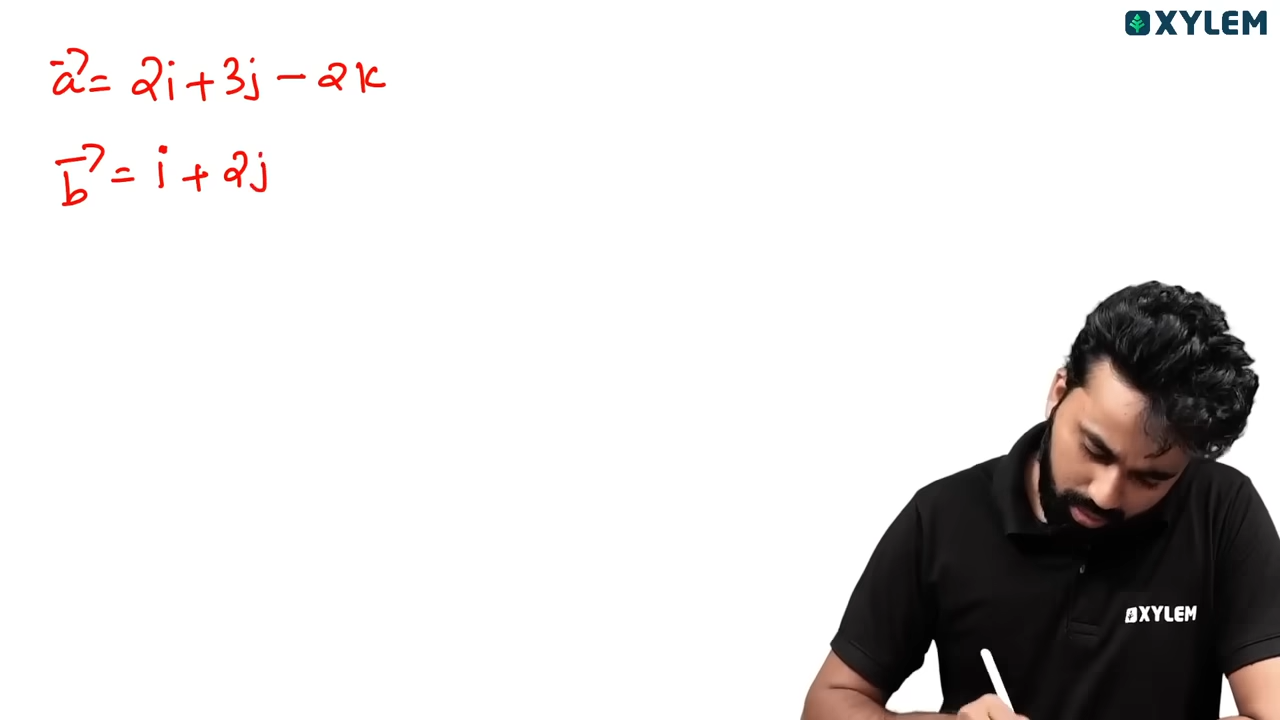 XYLEM
a⃗ = 2i + 3j - 2k
b⃗ = i + 2j
XYLEM